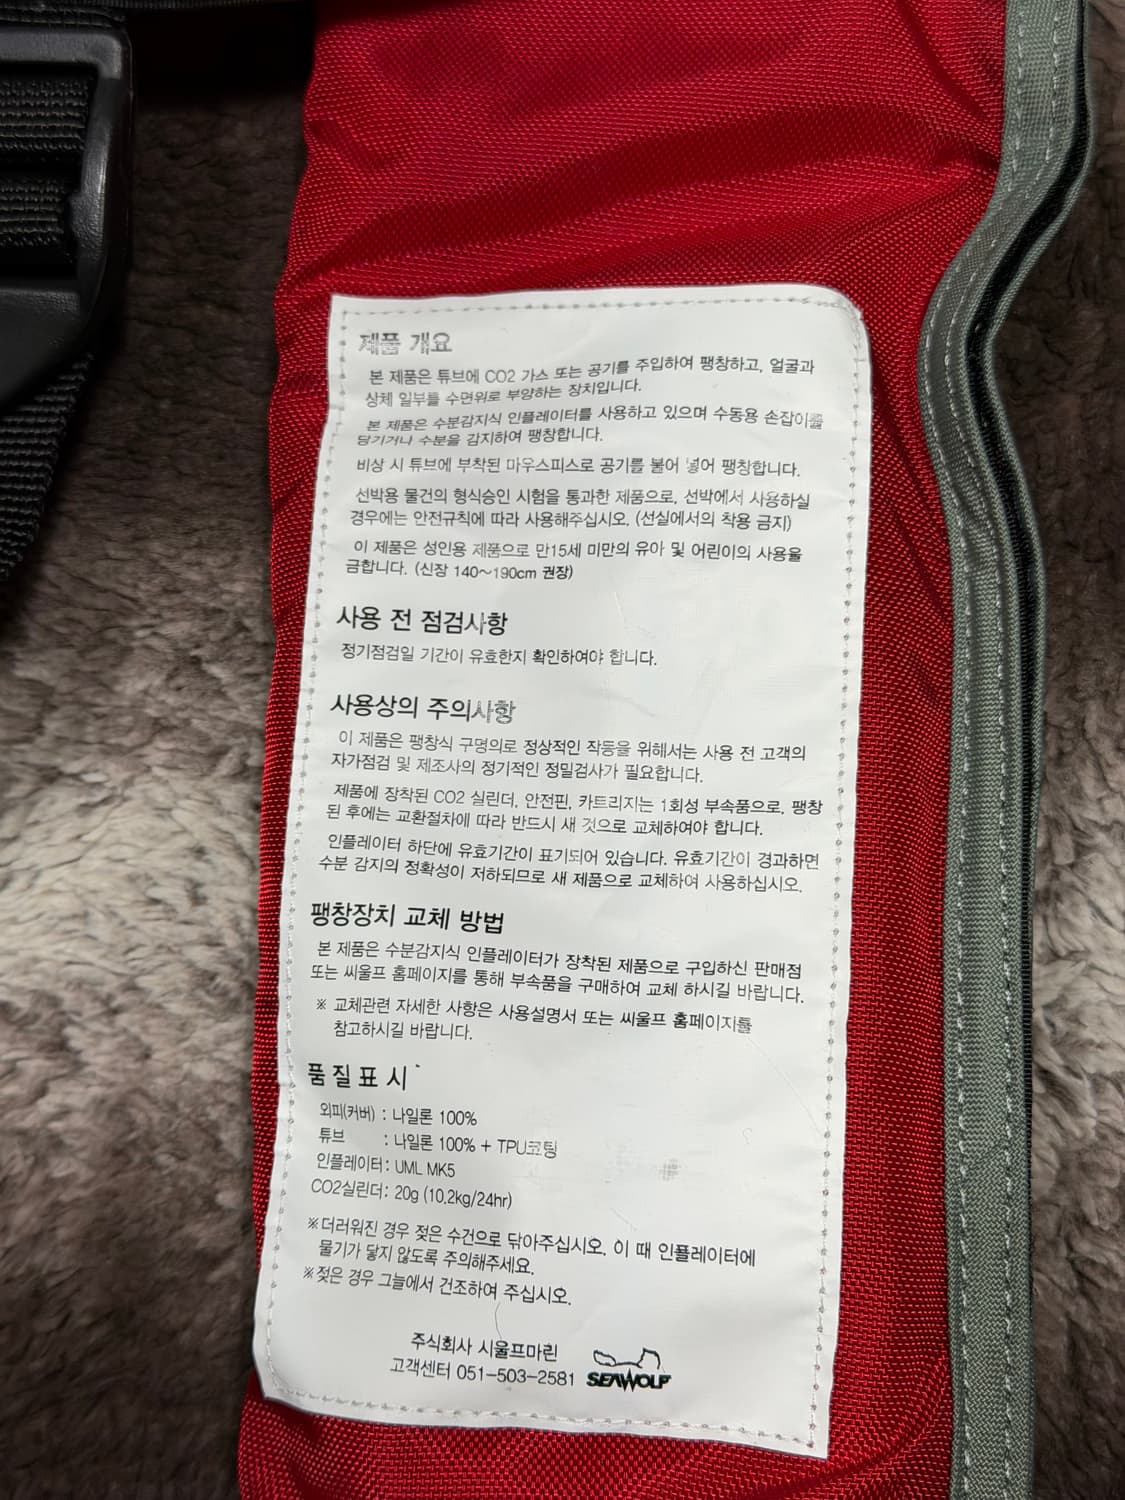 제품 개요
본 제품은 튜브에 CO2 가스 또는 공기를 주입하여 팽창하고, 얼굴과
상체 일부를 수면위로 부양하는 장치입니다.
본 제품은 수분감지식 인플레이터를 사용하고 있으며 수동용 손잡이를
당기거나 수분을 감지하여 팽창합니다.
비상 시 튜브에 부착된 마우스피스로 공기를 불어 넣어 팽창합니다.
선박용 물건의 형식승인 시험을 통과한 제품으로, 선박에서 사용하실
경우에는 안전규칙에 따라 사용해주십시오. (선실에서의 착용 금지)
이 제품은 성인용 제품으로 만15세 미만의 유아 및 어린이의 사용을
금합니다. (신장 140~190cm 권장)
사용 전 점검사항
정기점검일 기간이 유효한지 확인하여야 합니다.
사용상의 주의사항
이 제품은 팽창식 구명의로 정상적인 작동을 위해서는 사용 전 고객의
자가점검 및 제조사의 정기적인 정밀검사가 필요합니다.
제품에 장착된 CO2 실린더, 안전핀, 카트리지는 1회성 부속품으로, 팽창
된 후에는 교환절차에 따라 반드시 새 것으로 교체하여야 합니다.
인플레이터 하단에 유효기간이 표기되어 있습니다. 유효기간이 경과하면
수분 감지의 정확성이 저하되므로 새 제품으로 교체하여 사용하십시오.
팽창장치 교체 방법
본 제품은 수분감지식 인플레이터가 장착된 제품으로 구입하신 판매점
또는 씨울프 홈페이지를 통해 부속품을 구매하여 교체 하시길 바랍니다.
※ 교체관련 자세한 사항은 사용설명서 또는 씨울프 홈페이지를
참고하시길 바랍니다.
품질표시
외피(커버) : 나일론 100%
튜브 : 나일론 100% + TPU코팅
인플레이터 : UML MK5
CO2실린더 : 20g (10.2kg/24hr)
※더러워진 경우 젖은 수건으로 닦아주십시오. 이 때 인플레이터에
물기가 닿지 않도록 주의해주세요.
※젖은 경우 그늘에서 건조하여 주십시오.
주식회사 시울프마린
고객센터 051-503-2581 SEAWOLF